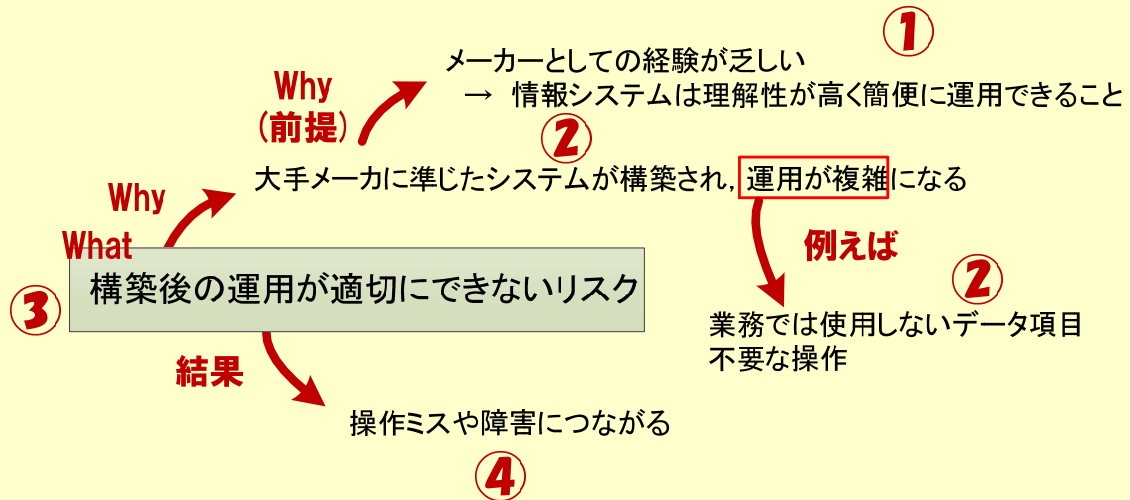 ①
メーカーとしての経験が乏しい
→ 情報システムは理解性が高く簡便に運用できること
Why
(前提)
②
大手メーカに準じたシステムが構築され,運用が複雑になる
Why
What
例えば
構築後の運用が適切にできないリスク
③
②
業務では使用しないデータ項目
不要な操作
結果
操作ミスや障害につながる
④